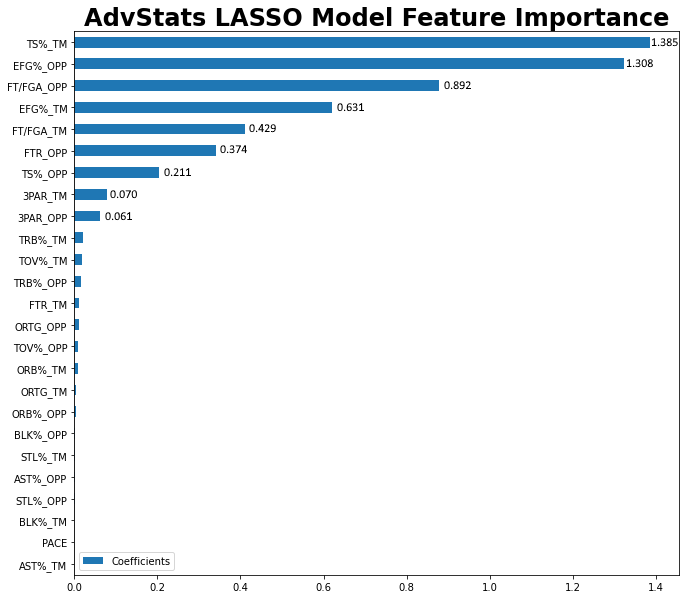 AdvStats LASSO Model Feature Importance
TS%_TM 1.385
EFG%_OPP 1.308
FT/FGA_OPP 0.892
EFG%_TM 0.631
FT/FGA_TM 0.429
FTR_OPP 0.374
TS%_OPP 0.211
3PAR_TM 0.070
3PAR_OPP 0.061
TRB%_TM
TOV%_TM
TRB%_OPP
FTR_TM
ORTG_OPP
TOV%_OPP
ORB%_TM
ORTG_TM
ORB%_OPP
BLK%_OPP
STL%_TM
AST%_OPP
STL%_OPP
BLK%_TM
PACE
AST%_TM
Coefficients
0.0 0.2 0.4 0.6 0.8 1.0 1.2 1.4